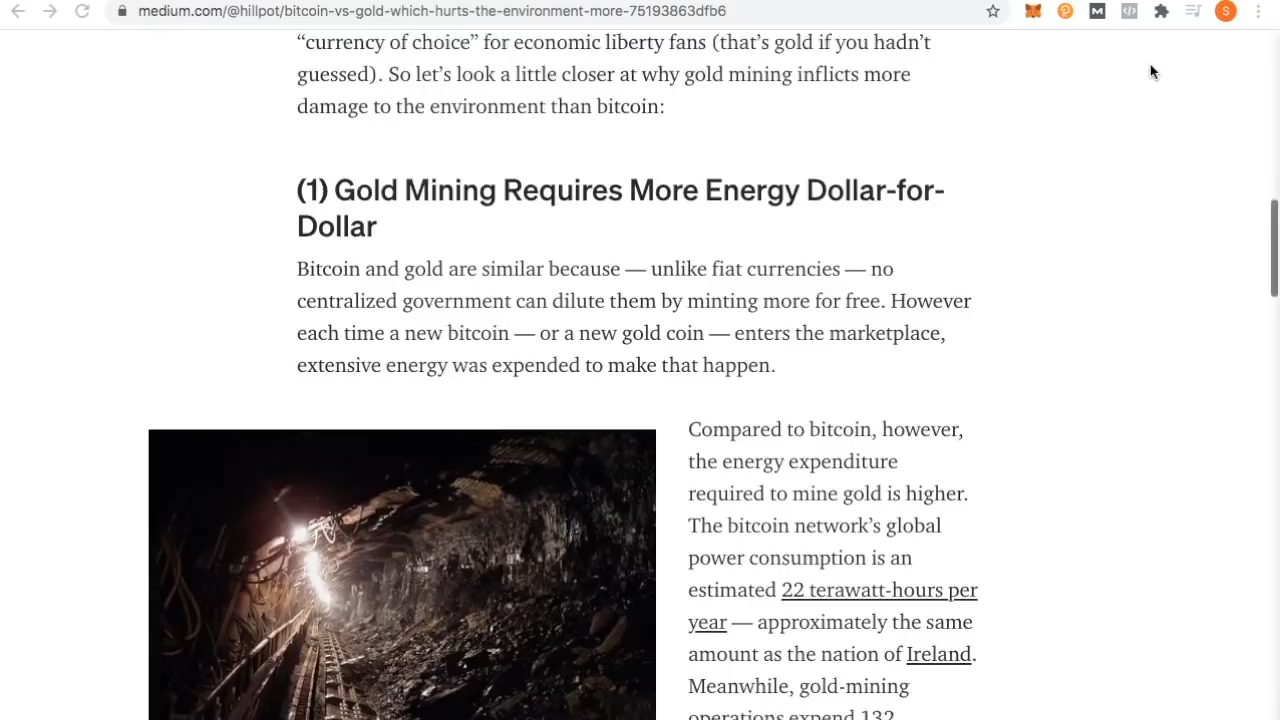 medium.com/@hillpot/bitcoin-vs-gold-which-hurts-the-environment-more-75193863dfb6
S
“currency of choice” for economic liberty fans (that’s gold if you hadn’t
guessed). So let’s look a little closer at why gold mining inflicts more
damage to the environment than bitcoin:
(1) Gold Mining Requires More Energy Dollar-for-
Dollar
Bitcoin and gold are similar because — unlike fiat currencies — no
centralized government can dilute them by minting more for free. However
each time a new bitcoin — or a new gold coin — enters the marketplace,
extensive energy was expended to make that happen.
Compared to bitcoin, however,
the energy expenditure
required to mine gold is higher.
The bitcoin network’s global
power consumption is an
estimated 22 terawatt-hours per
year — approximately the same
amount as the nation of Ireland.
Meanwhile, gold-mining
operations expend 132